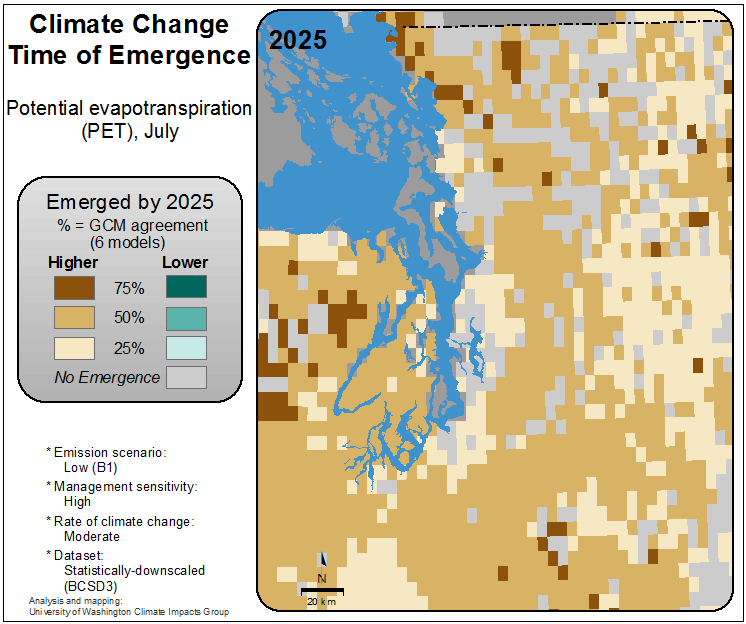 Climate Change
Time of Emergence
Potential evapotranspiration
(PET), July
Emerged by 2025
% = GCM agreement
(6 models)
Higher Lower
75%
50%
25%
No Emergence
* Emission scenario:
Low (B1)
* Management sensitivity:
High
* Rate of climate change:
Moderate
* Dataset:
Statistically-downscaled
(BCSD3)
Analysis and mapping:
University of Washington Climate Impacts Group
2025
N
20 km